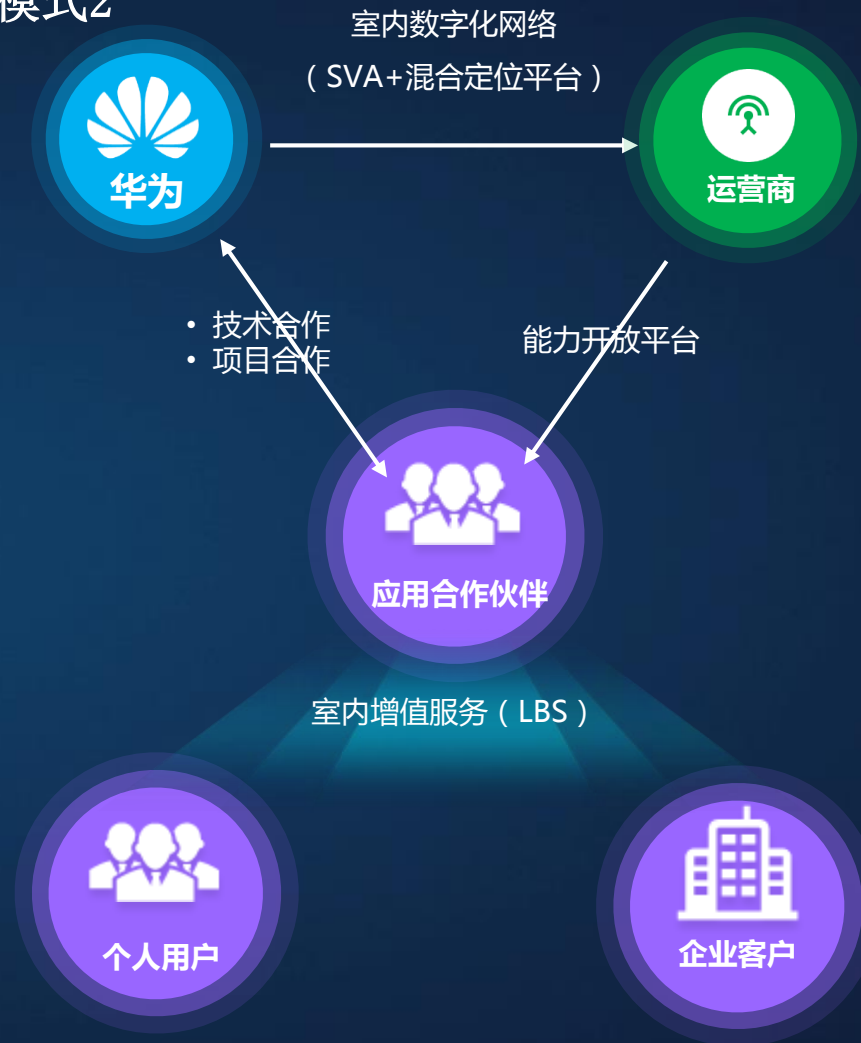 模式2
室内数字化网络
（SVA+混合定位平台）
华为
运营商
• 技术合作
• 项目合作
能力开放平台
应用合作伙伴
室内增值服务（LBS）
个人用户
企业客户